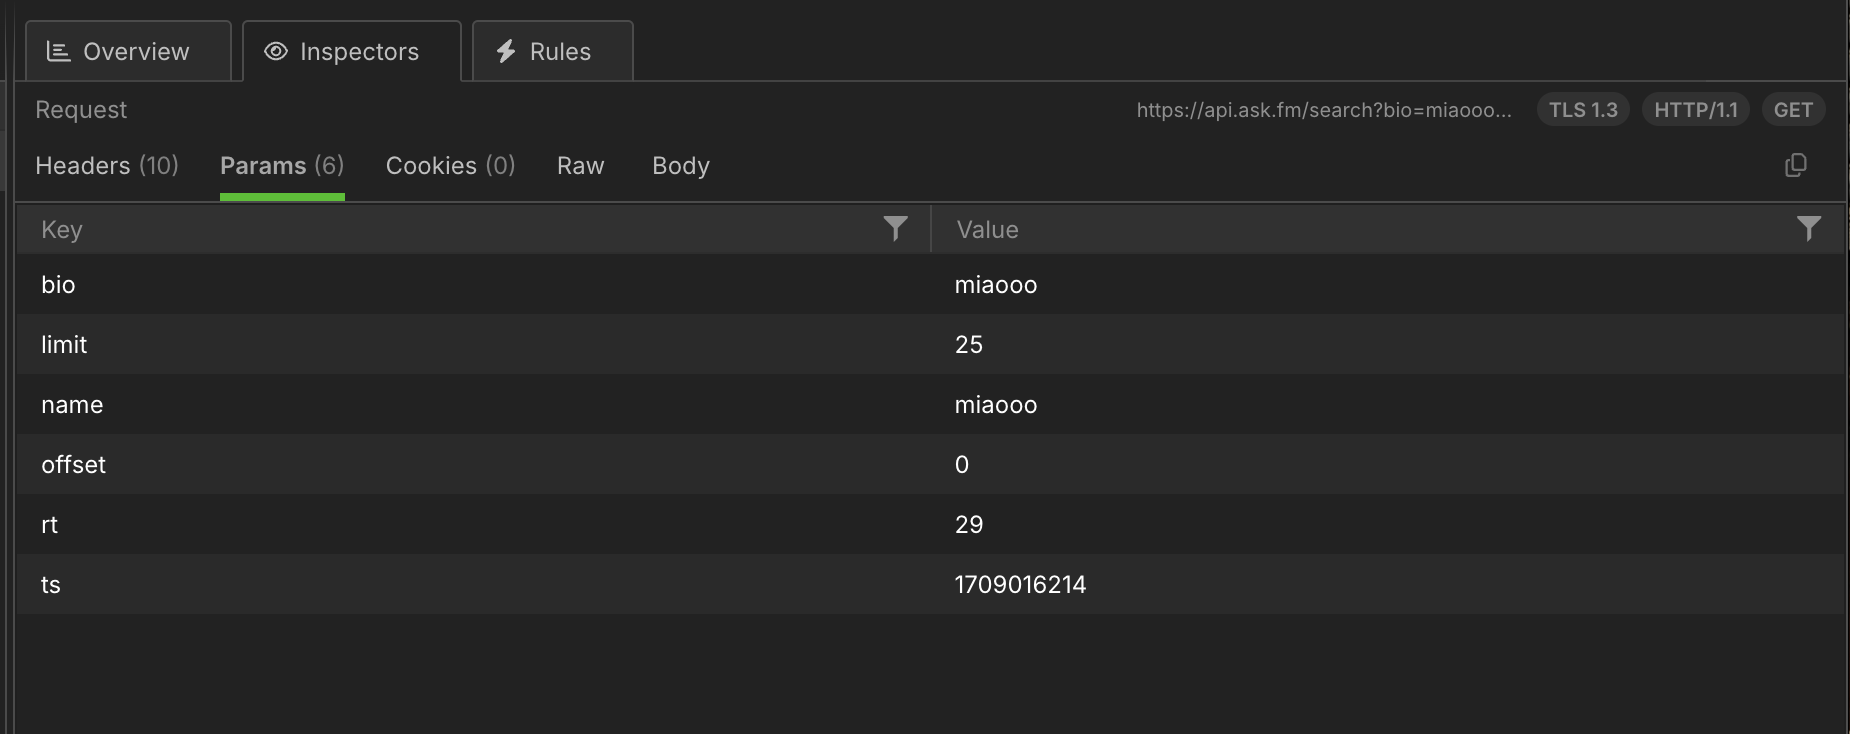 Overview Inspectors Rules
Request https://api.ask.fm/search?bio=miaooo... TLS 1.3 HTTP/1.1 GET
Headers (10) Params (6) Cookies (0) Raw Body
Key Value
bio miaooo
limit 25
name miaooo
offset 0
rt 29
ts 1709016214